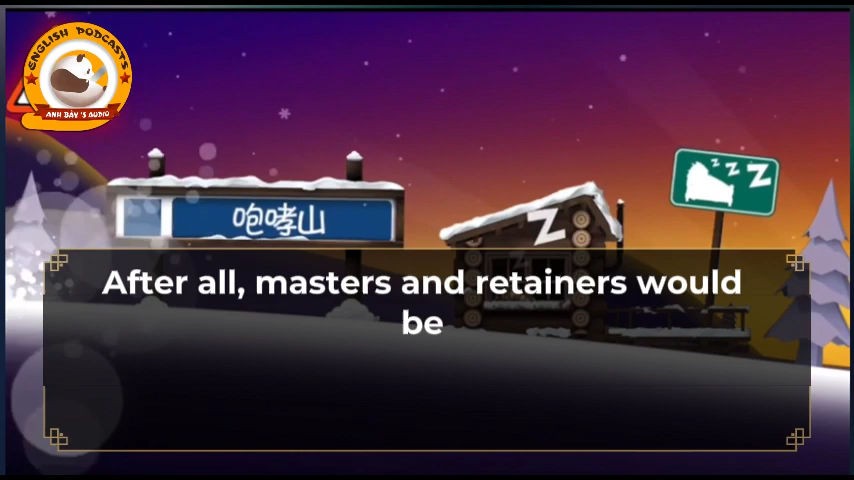 ENGLISH PODCASTS
ANH BẢY 'S AUDIO
咆哮山
Z
z z z Z
After all, masters and retainers would
be